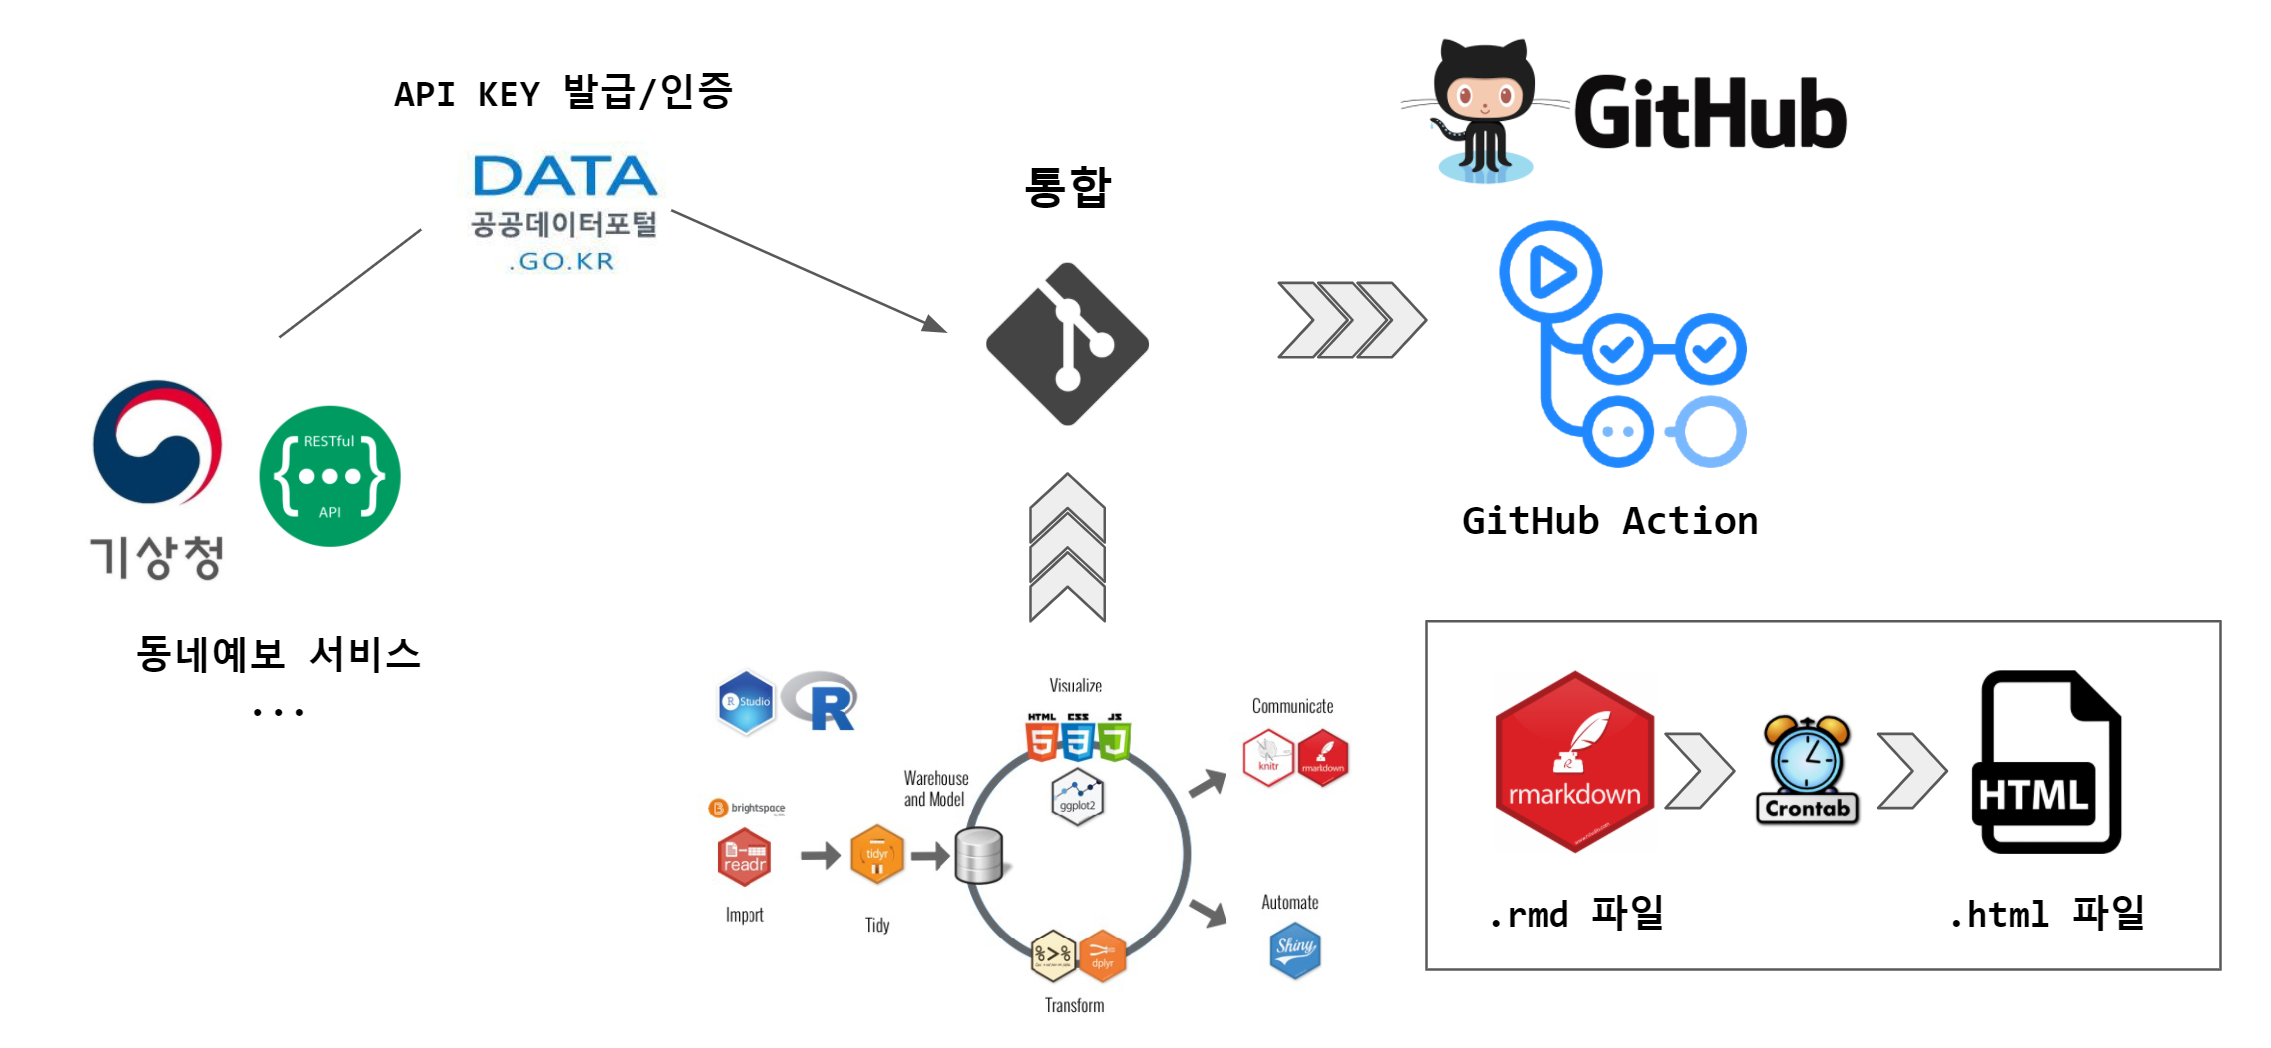 API KEY 발급/인증
DATA
공공데이터포털
.GO.KR
통합
GitHub
기상청
RESTful
{...}
API
동네예보 서비스
...
GitHub Action
R Studio
R
Visualize
HTML CSS JS
5 3 J
ggplot2
Warehouse
and Model
brightspace
readr
Import
tidyr
Tidy
%>%
dplyr
Transform
Communicate
knitr
rmarkdown
Automate
Shiny
rmarkdown
Crontab
HTML
.rmd 파일
.html 파일